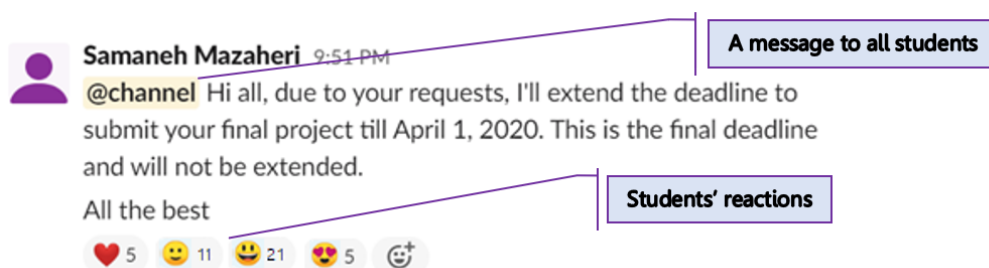 A message to all students
Samaneh Mazaheri 9:51 PM
@channel Hi all, due to your requests, I'll extend the deadline to
submit your final project till April 1, 2020. This is the final deadline
and will not be extended.
Students' reactions
All the best
5 11 21 5